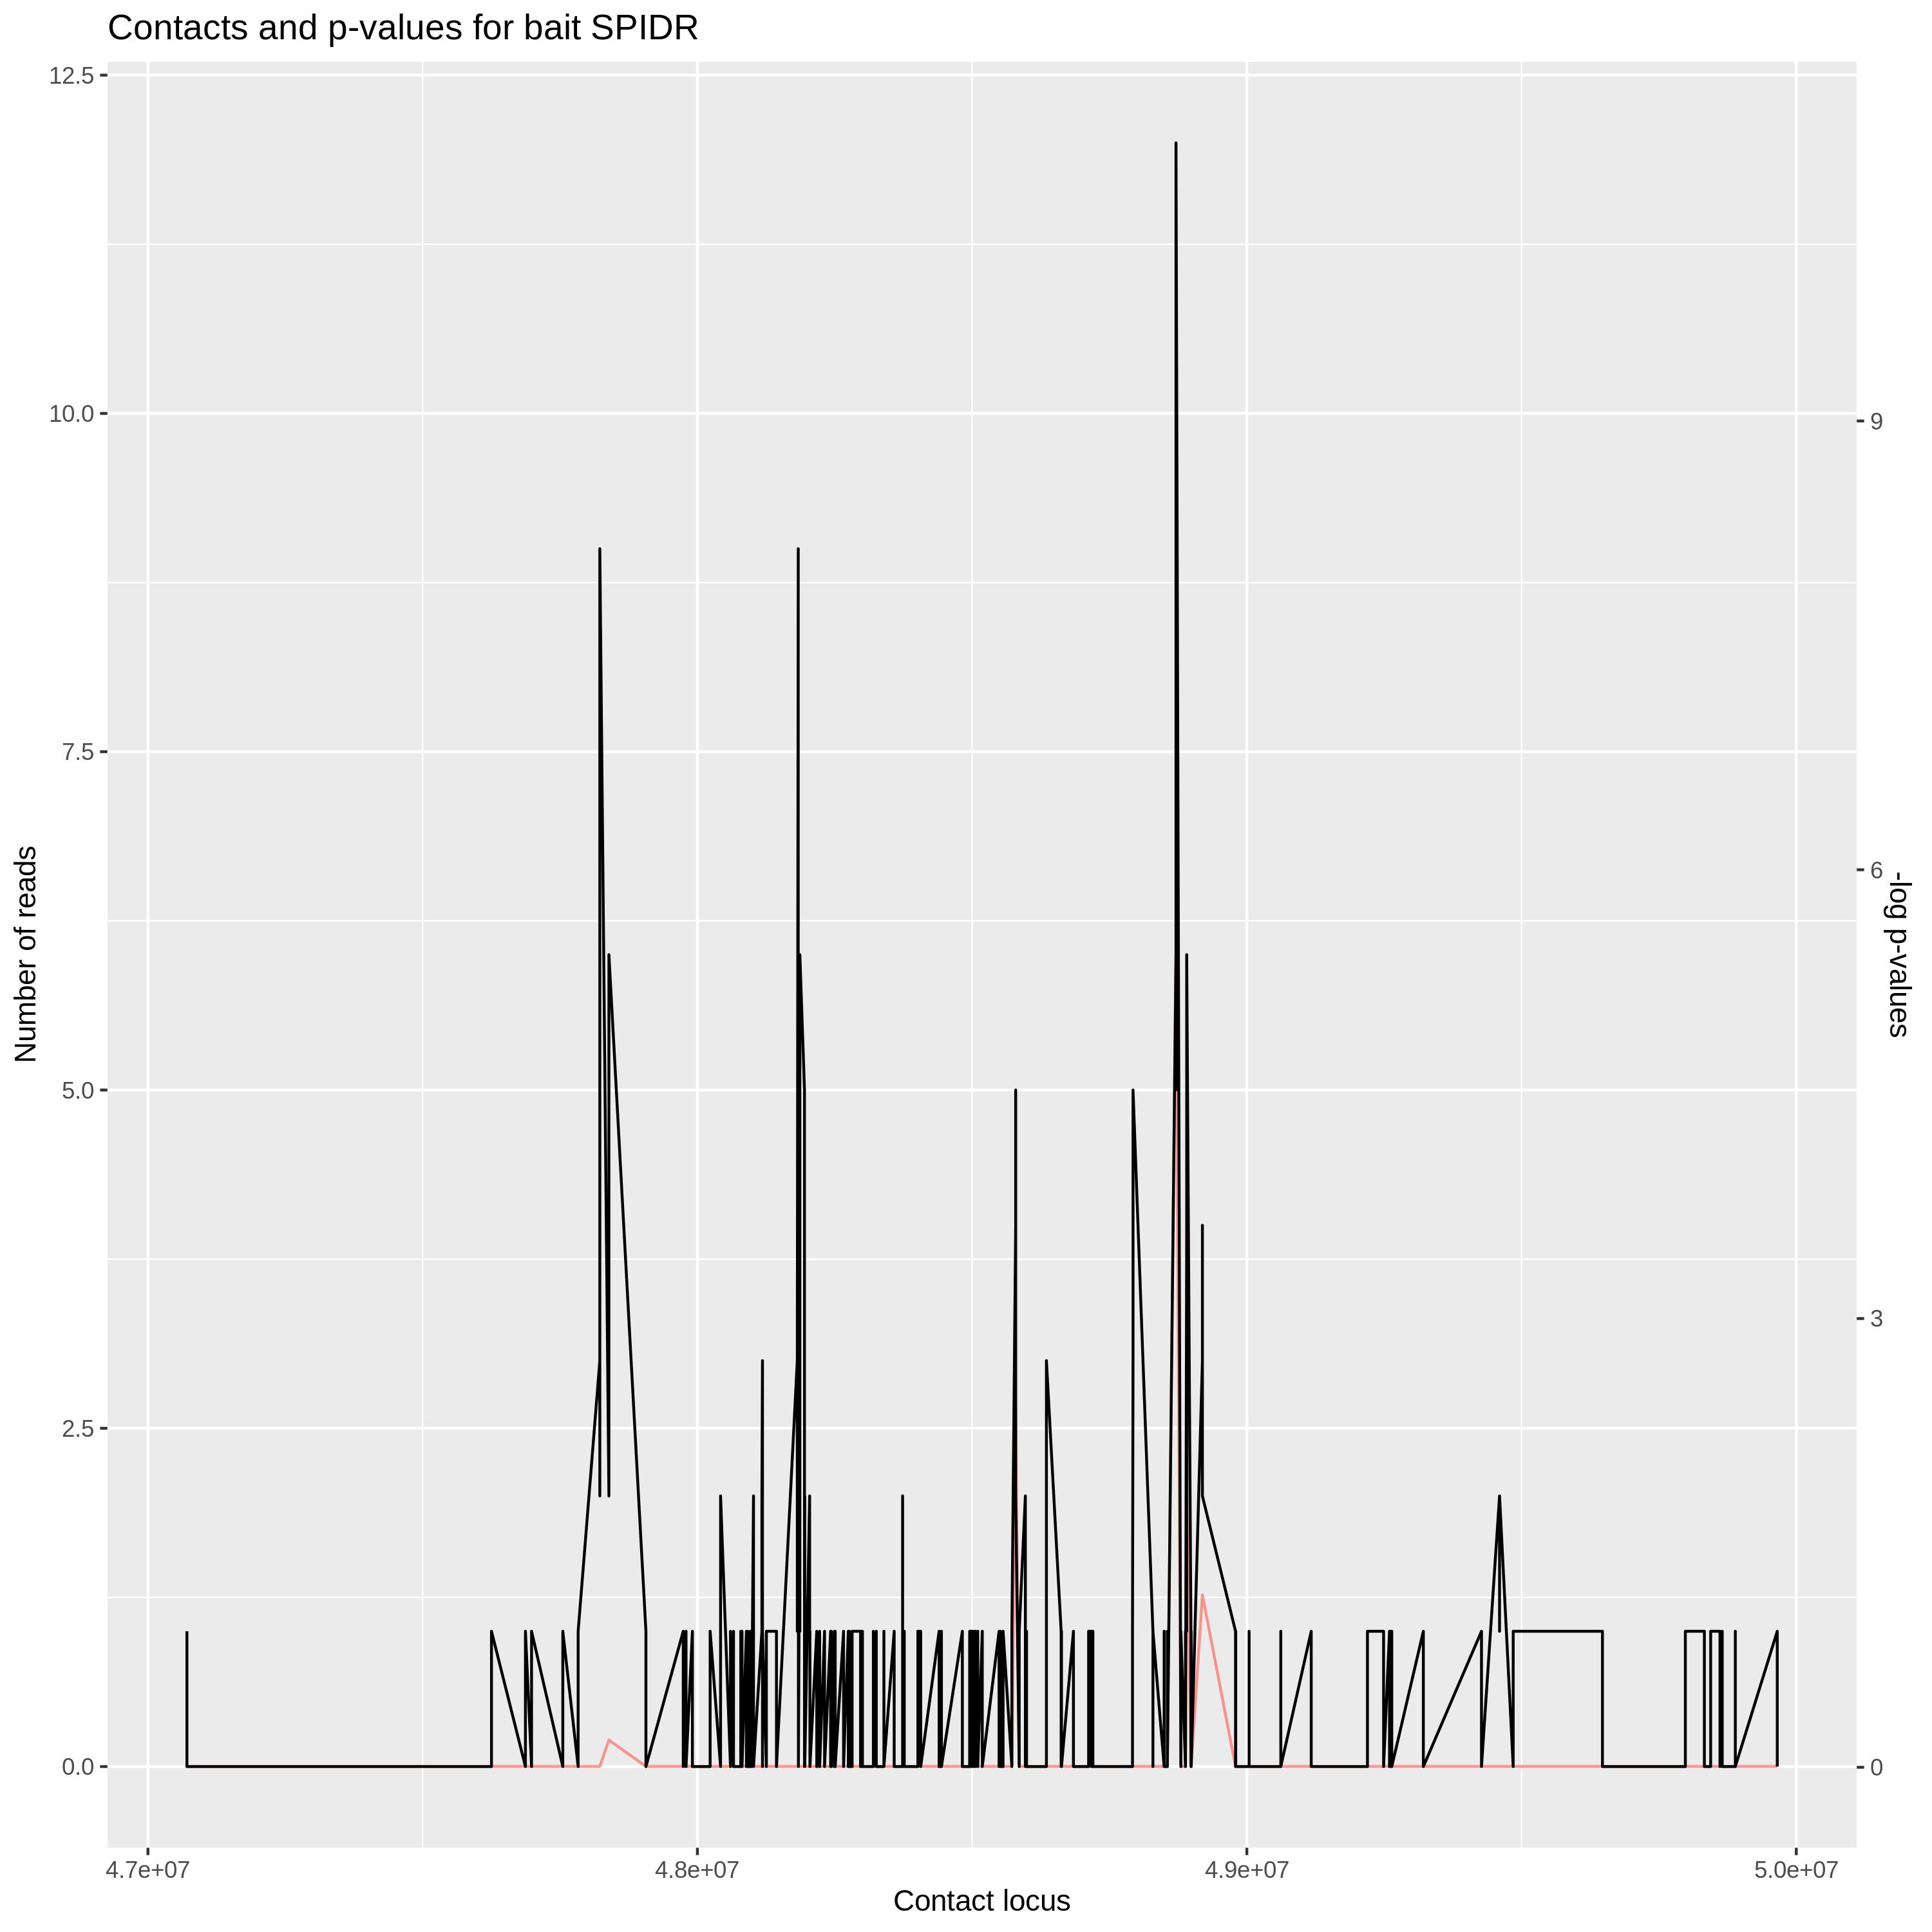 Contacts and p-values for bait SPIDR
12.5
10.0
7.5
5.0
2.5
0.0
Number of reads
9
6
3
0
-log p-values
4.7e+07
4.8e+07
4.9e+07
5.0e+07
Contact locus